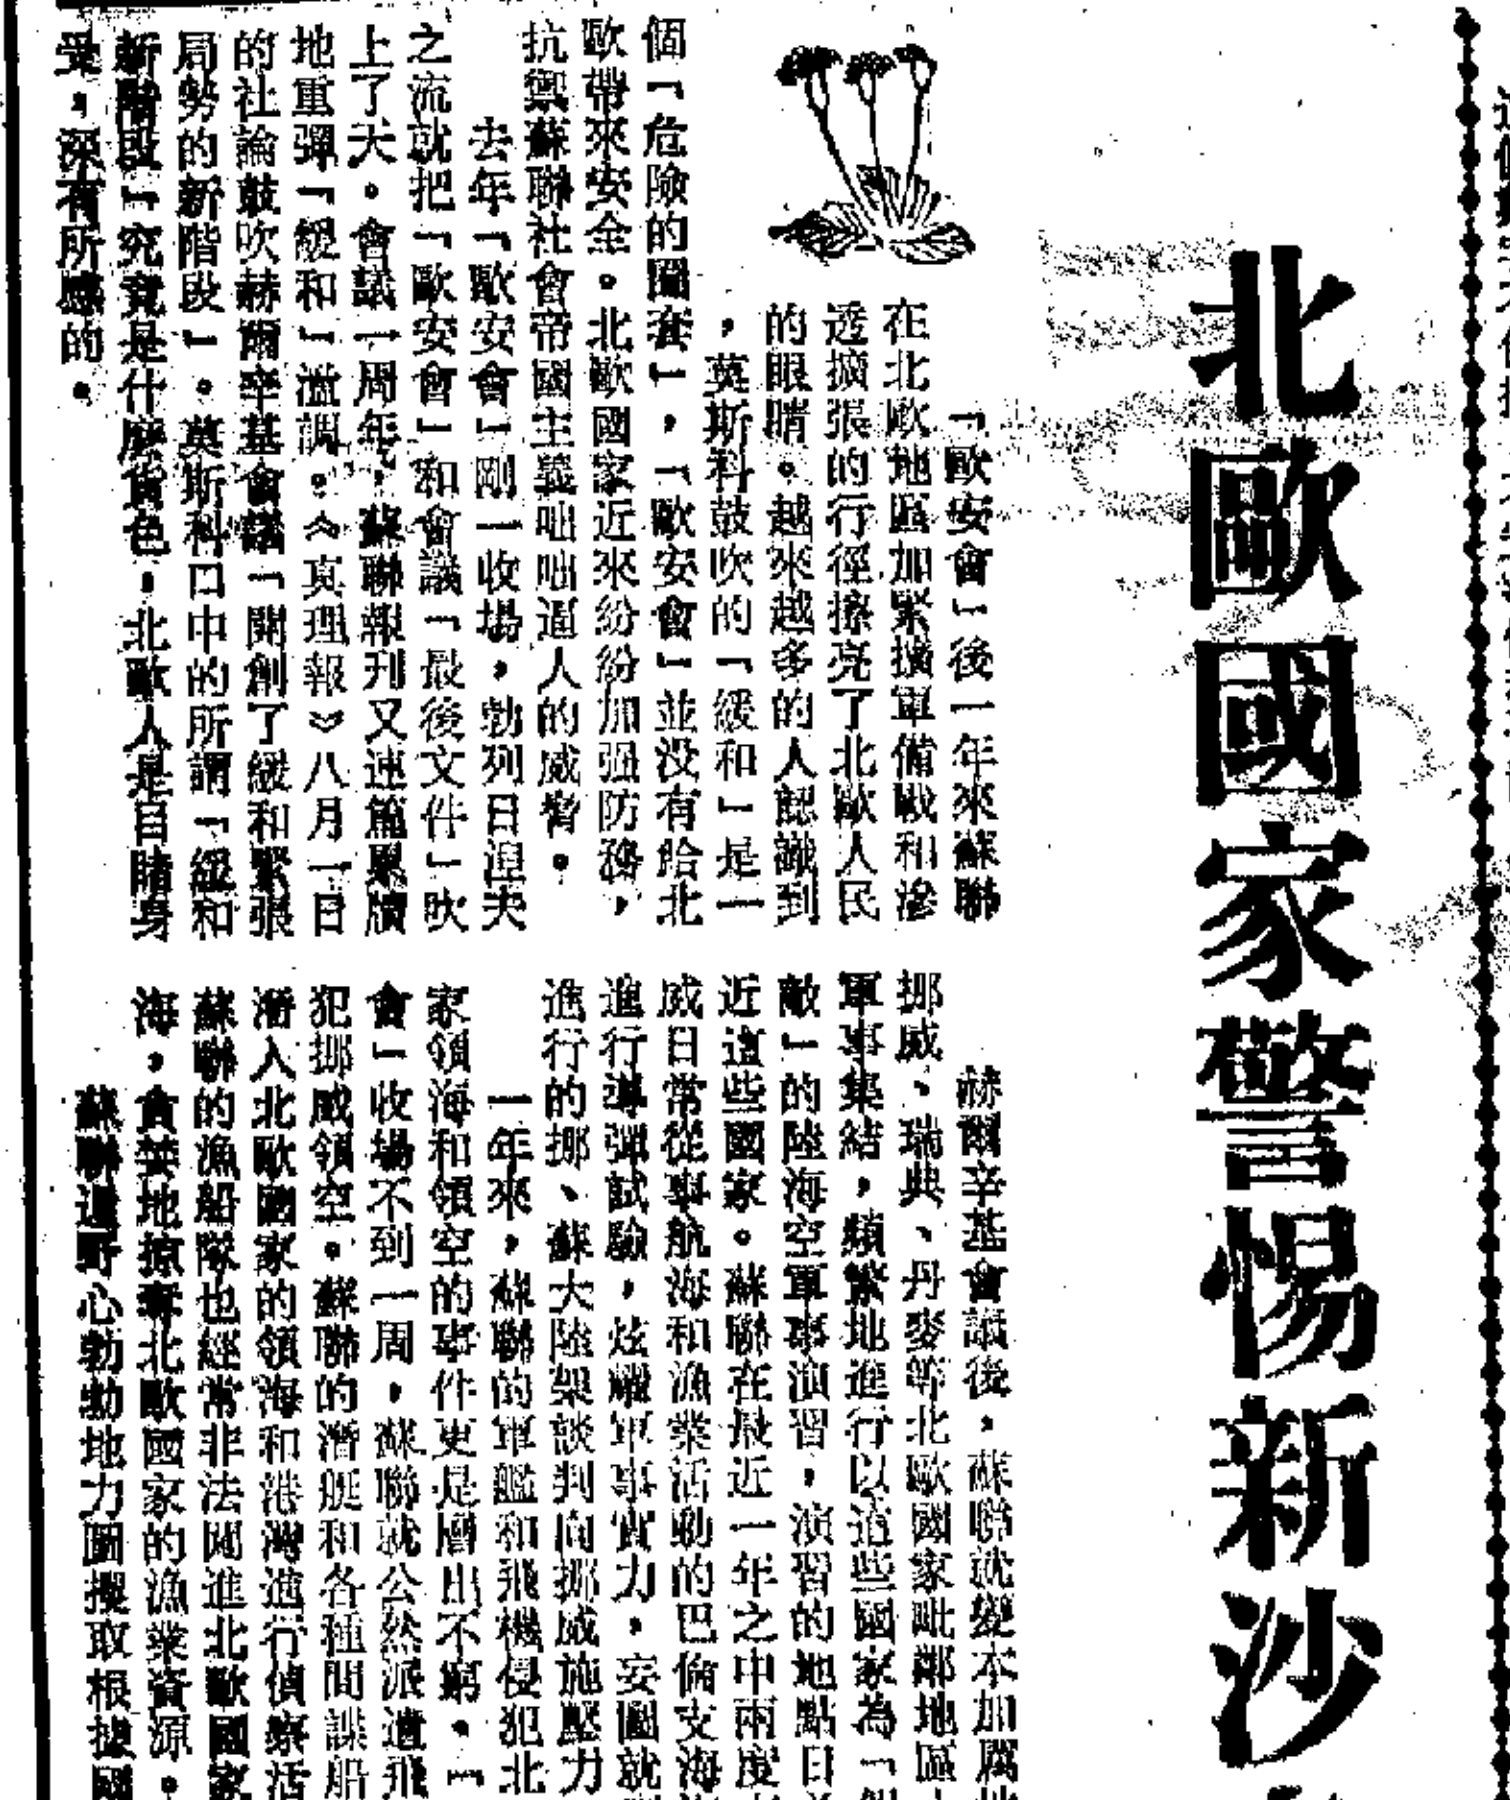 北歐國家警惕新沙
「歐安會」後一年來蘇聯
在北歐地區加緊擴軍備戰和滲
透擴張的行徑擦亮了北歐人民
的眼睛。越來越多的人認識到
，莫斯科鼓吹的「緩和」是一
個「危險的圈套」，「歐安會」並没有給北
歐帶來安全。北歐國家近來紛紛加强防務，
抗禦蘇聯社會帝國主義咄咄逼人的威脅。
去年「歐安會」剛一收場，勃列日湼夫
之流就把「歐安會」和會議「最後文件」吹
上了天。會議一周年，蘇聯報刊又連篇累牘
地重彈「緩和」濫調。《真理報》八月一日
的社論鼓吹赫爾辛基會議「開創了緩和緊張
局勢的新階段」。莫斯科口中的所謂「緩和
新階段」究竟是什麽貨色，北歐人是目睹身
受，深有所感的。
赫爾辛基會議後，蘇聯就變本加厲地
挪威、瑞典、丹麥等北歐國家毗鄰地區
軍事集結，頻繁地進行以這些國家為「假
敵」的陸海空軍事演習，演習的地點日
近這些國家。蘇聯在最近一年之中兩度
威日常從事航海和漁業活動的巴倫支海
進行導彈試驗，炫耀軍事實力，妄圖就
進行的挪、蘇大陸架談判向挪威施壓力
一年來，蘇聯的軍艦和飛機侵犯北
家領海和領空的事件更是層出不窮。「
會」收場不到一周，蘇聯就公然派遣飛
犯挪威領空。蘇聯的潛艇和各種間諜船
潛入北歐國家的領海和港灣進行偵察活
蘇聯的漁船隊也經常非法闖進北歐國家
海，貪婪地掠奪北歐國家的漁業資源。
蘇聯還野心勃勃地力圖攫取根據國